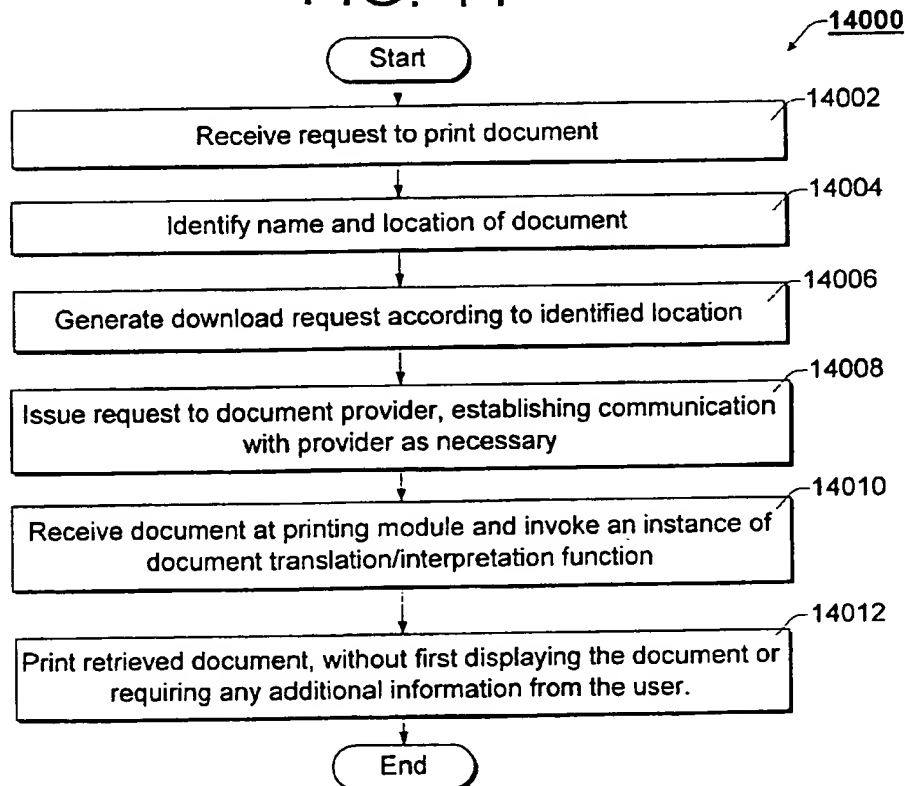 14000
Start
14002
Receive request to print document
14004
Identify name and location of document
14006
Generate download request according to identified location
14008
Issue request to document provider, establishing communication
with provider as necessary
14010
Receive document at printing module and invoke an instance of
document translation/interpretation function
14012
Print retrieved document, without first displaying the document or
requiring any additional information from the user.
End